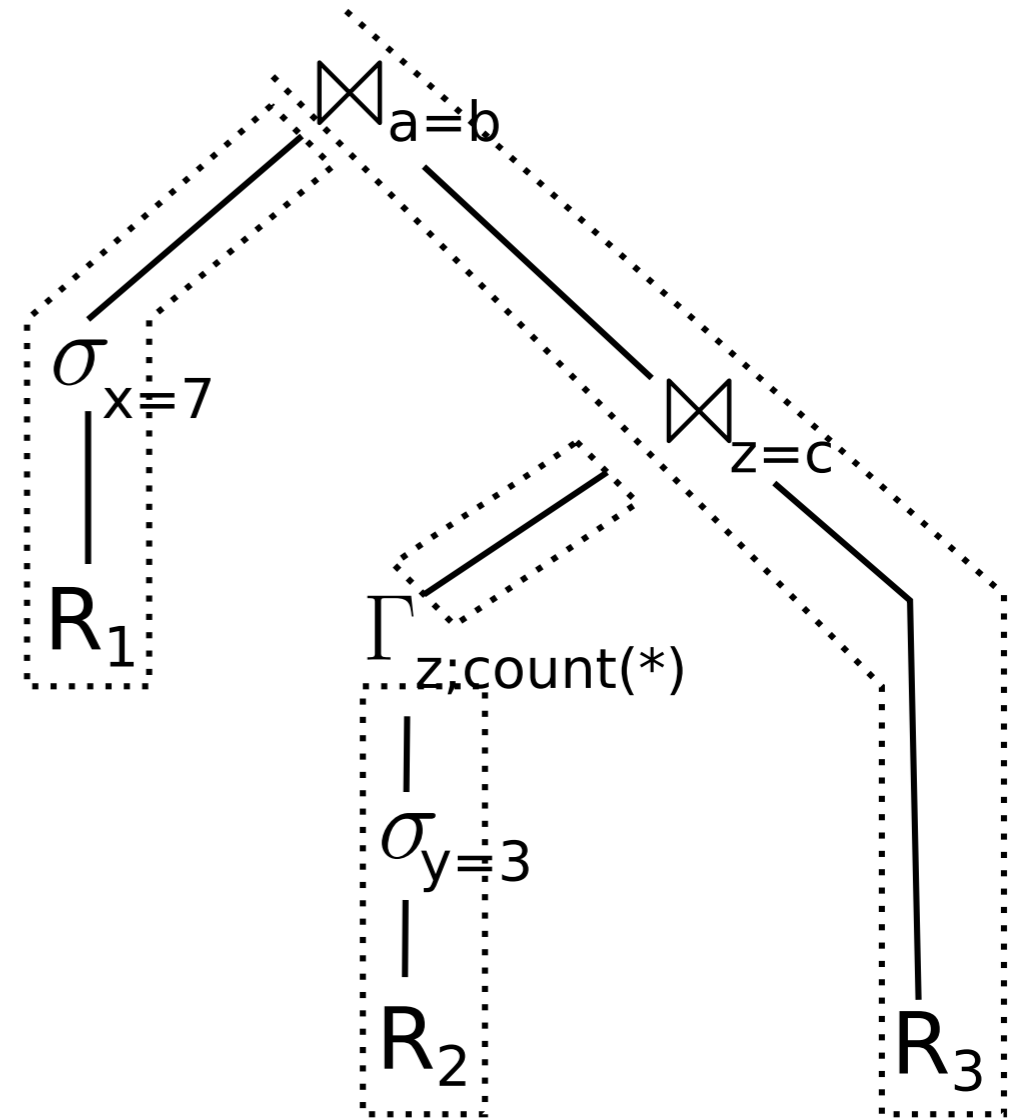 ⋈a=b
σx=7
⋈z=c
R1
Γz;count(*)
σy=3
R2
R3